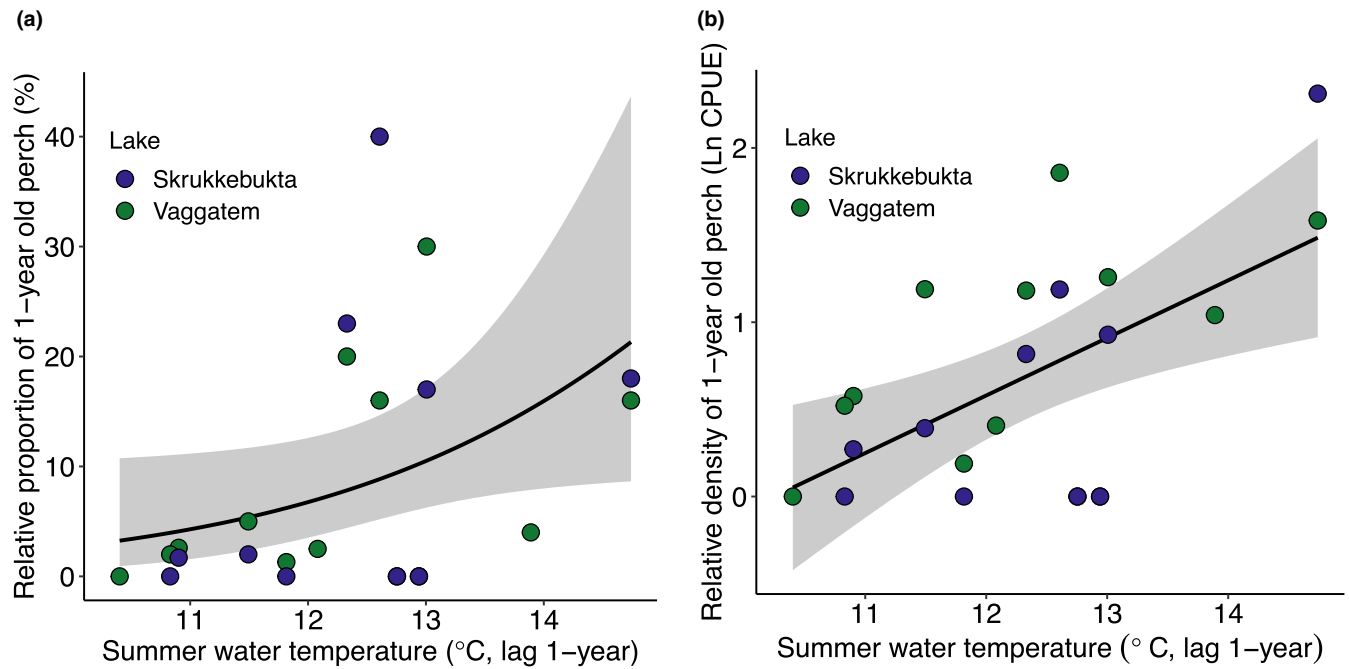 (a)
Relative proportion of 1−year old perch (%)
40
30
20
10
0
Lake
Skrukkebukta
Vaggatem
11 12 13 14
Summer water temperature (°C, lag 1−year)
(b)
Relative density of 1−year old perch (Ln CPUE)
2
1
0
Lake
Skrukkebukta
Vaggatem
11 12 13 14
Summer water temperature (° C, lag 1−year)